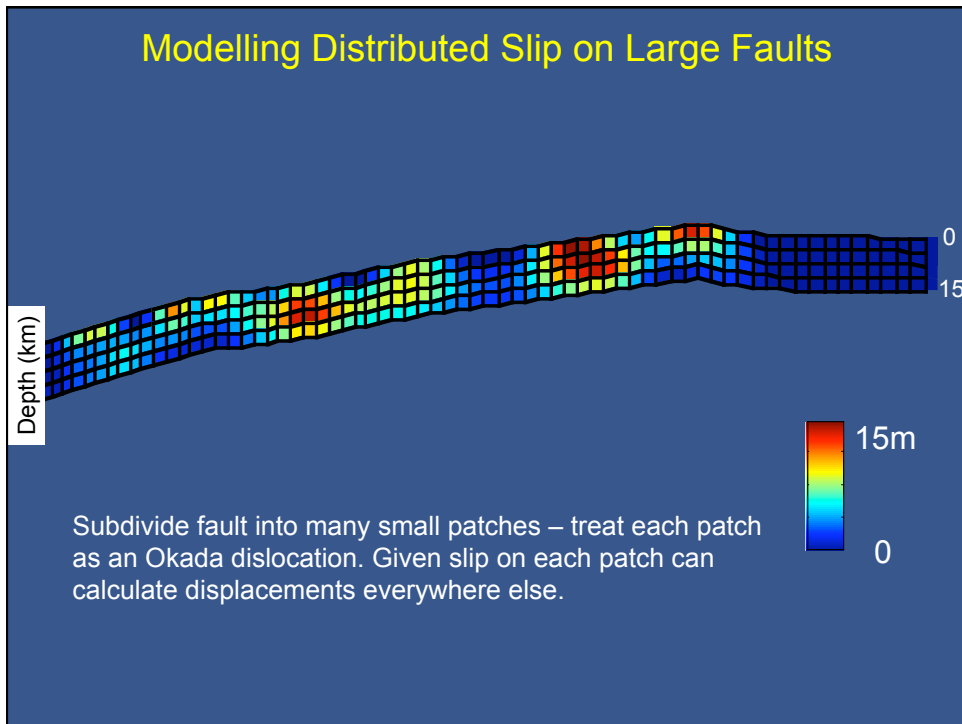 Modelling Distributed Slip on Large Faults
0
15
Depth (km)
15m
0
Subdivide fault into many small patches – treat each patch
as an Okada dislocation. Given slip on each patch can
calculate displacements everywhere else.